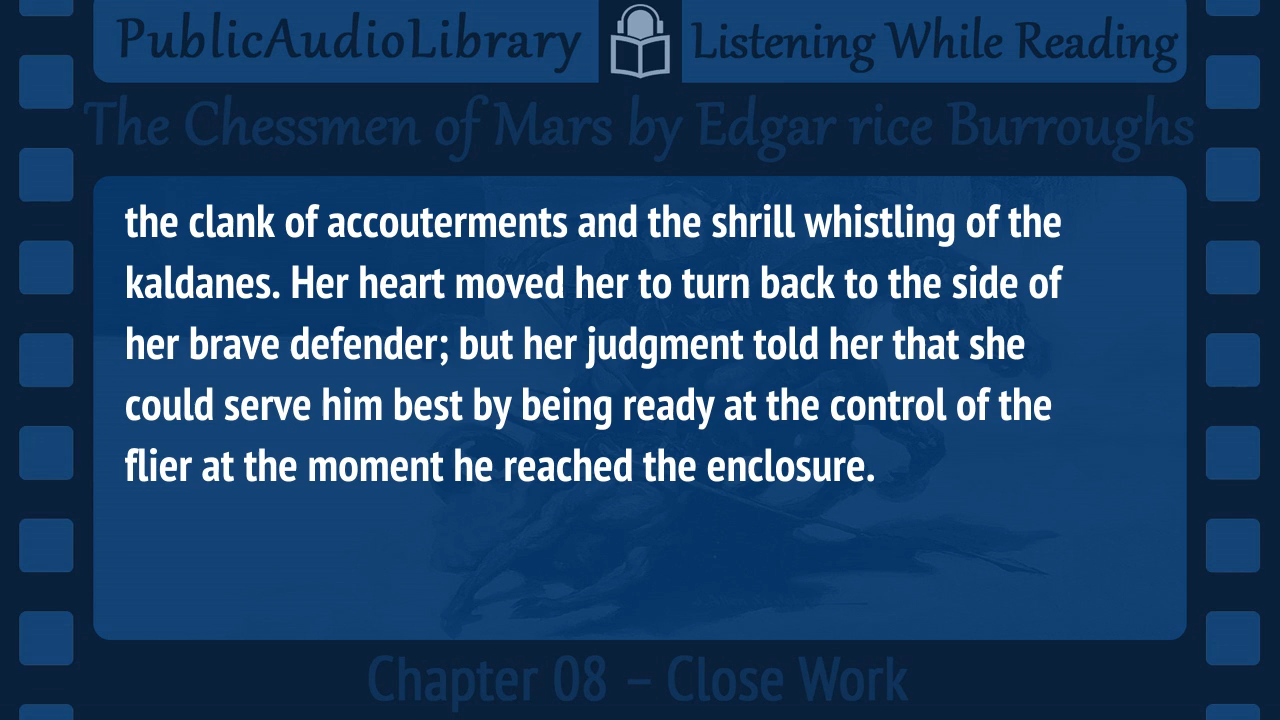 PublicAudioLibrary Listening While Reading
The Chessmen of Mars by Edgar rice Burroughs
the clank of accouterments and the shrill whistling of the
kaldanes. Her heart moved her to turn back to the side of
her brave defender; but her judgment told her that she
could serve him best by being ready at the control of the
flier at the moment he reached the enclosure.
Chapter 08 – Close Work